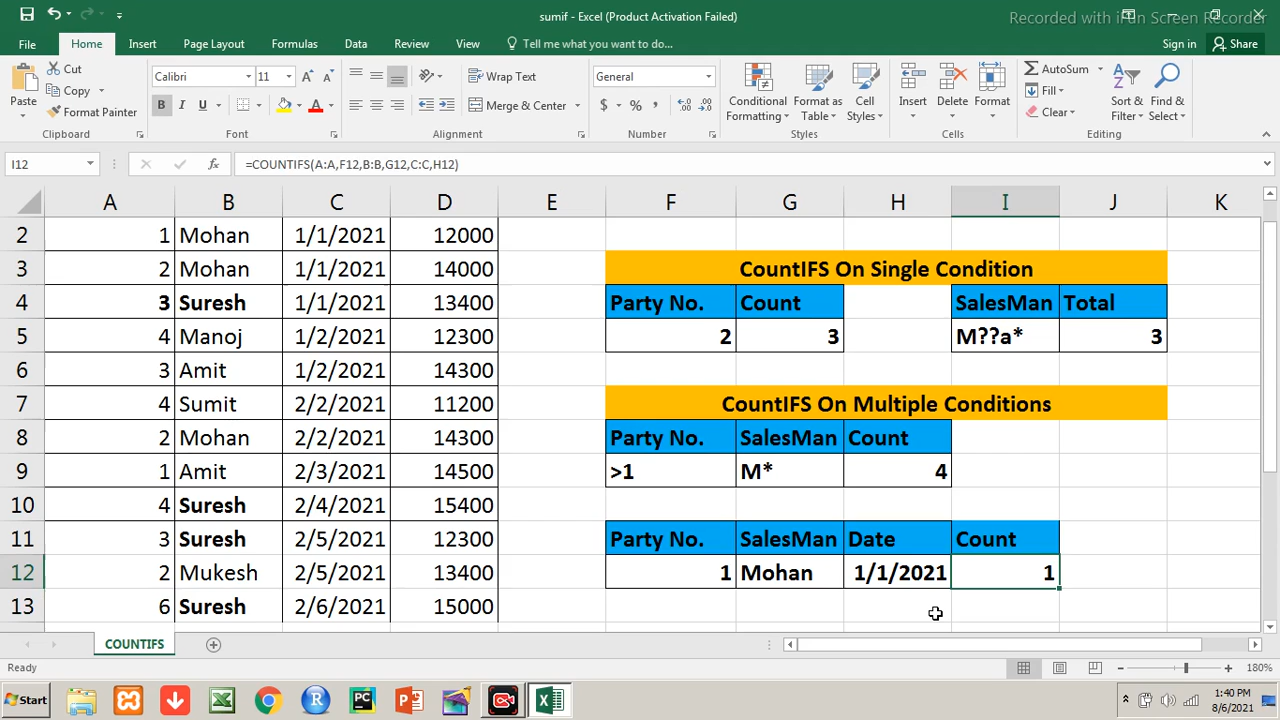 sumif - Excel (Product Activation Failed)
Recorded with iFun Screen Recorder
File Home Insert Page Layout Formulas Data Review View Tell me what you want to do... Sign in Share
Paste
Cut
Copy
Format Painter
Clipboard
Calibri 11
B I U
Font
Wrap Text
Merge & Center
Alignment
General
$ % ,
Number
Conditional Formatting
Format as Table
Cell Styles
Styles
Insert Delete Format
Cells
AutoSum
Fill
Clear
Sort & Filter
Find & Select
Editing
I12 fx =COUNTIFS(A:A,F12,B:B,G12,C:C,H12)
A B C D E F G H I J K
2 1 Mohan 1/1/2021 12000
3 2 Mohan 1/1/2021 14000 CountIFS On Single Condition
4 3 Suresh 1/1/2021 13400 Party No. Count SalesMan Total
5 4 Manoj 1/2/2021 12300 2 3 M??a* 3
6 3 Amit 1/2/2021 14300
7 4 Sumit 2/2/2021 11200 CountIFS On Multiple Conditions
8 2 Mohan 2/2/2021 14300 Party No. SalesMan Count
9 1 Amit 2/3/2021 14500 >1 M* 4
10 4 Suresh 2/4/2021 15400
11 3 Suresh 2/5/2021 12300 Party No. SalesMan Date Count
12 2 Mukesh 2/5/2021 13400 1 Mohan 1/1/2021 1
13 6 Suresh 2/6/2021 15000
COUNTIFS
Ready 180%
Start PC R P X
1:40 PM
8/6/2021